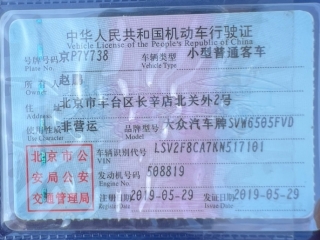 中华人民共和国机动车行驶证
Vehicle License of the People's Republic of China
号牌号码 京P7Y738 车辆类型 小型普通客车
Plate No. Vehicle Type
所有人 赵鹏
Owner
住址 北京市丰台区长辛店北关外2号
Address
使用性质 非营运 品牌型号 大众汽车牌SVW6505FVD
Use Character Model
北京市公安局公安交通管理局
车辆识别代号 LSV2F8CA7KN517101
VIN
发动机号码 508819
Engine No.
注册日期 2019-05-29 发证日期 2019-05-29